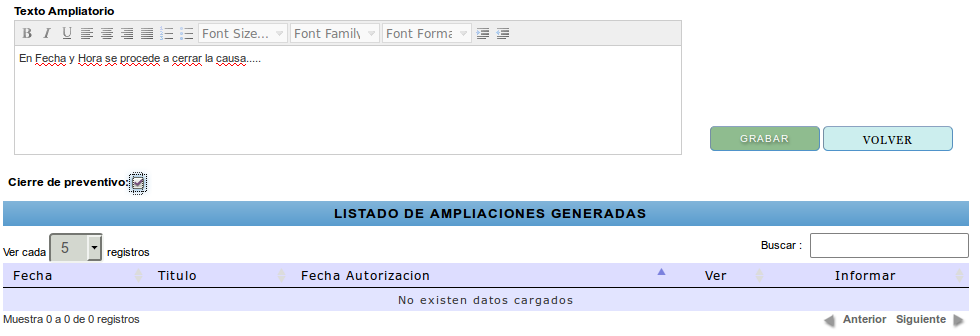 Texto Ampliatorio
B I U Font Size... Font Family Font Forma
En Fecha y Hora se procede a cerrar la causa.....
GRABAR VOLVER
Cierre de preventivo:
LISTADO DE AMPLIACIONES GENERADAS
Ver cada 5 registros Buscar :
Fecha Titulo Fecha Autorizacion Ver Informar
No existen datos cargados
Muestra 0 a 0 de 0 registros Anterior Siguiente